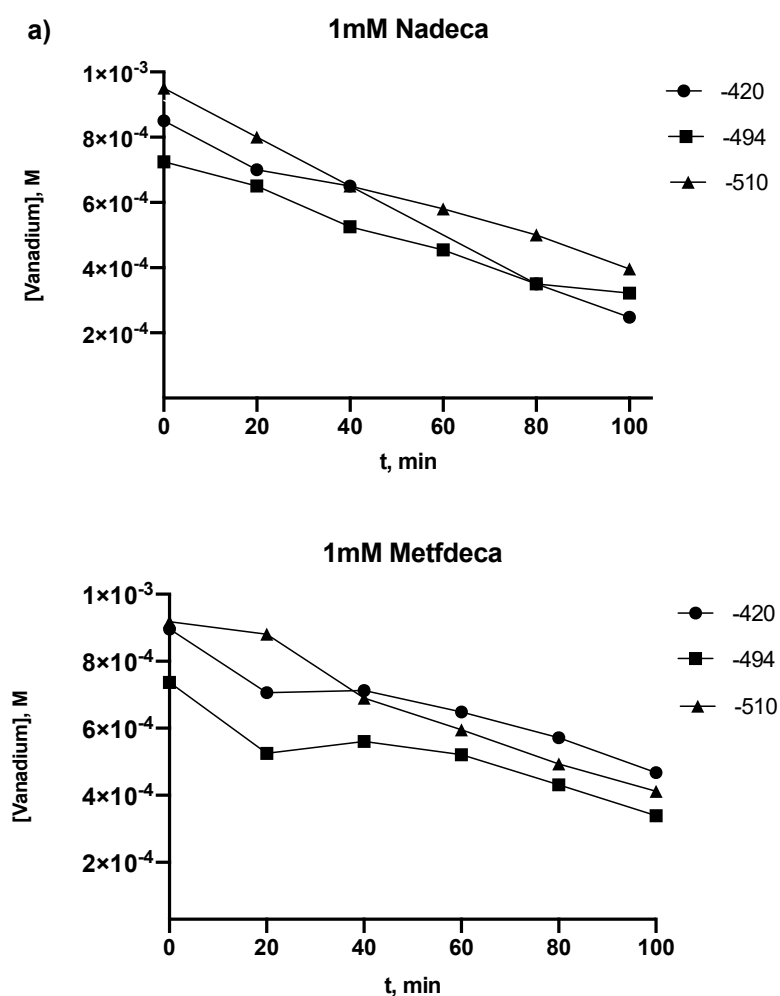 a)
1mM Nadeca
1×10⁻³
8×10⁻⁴
6×10⁻⁴
4×10⁻⁴
2×10⁻⁴
[Vanadium], M
0 20 40 60 80 100
t, min
-420
-494
-510
1mM Metfdeca
1×10⁻³
8×10⁻⁴
6×10⁻⁴
4×10⁻⁴
2×10⁻⁴
[Vanadium], M
0 20 40 60 80 100
t, min
-420
-494
-510